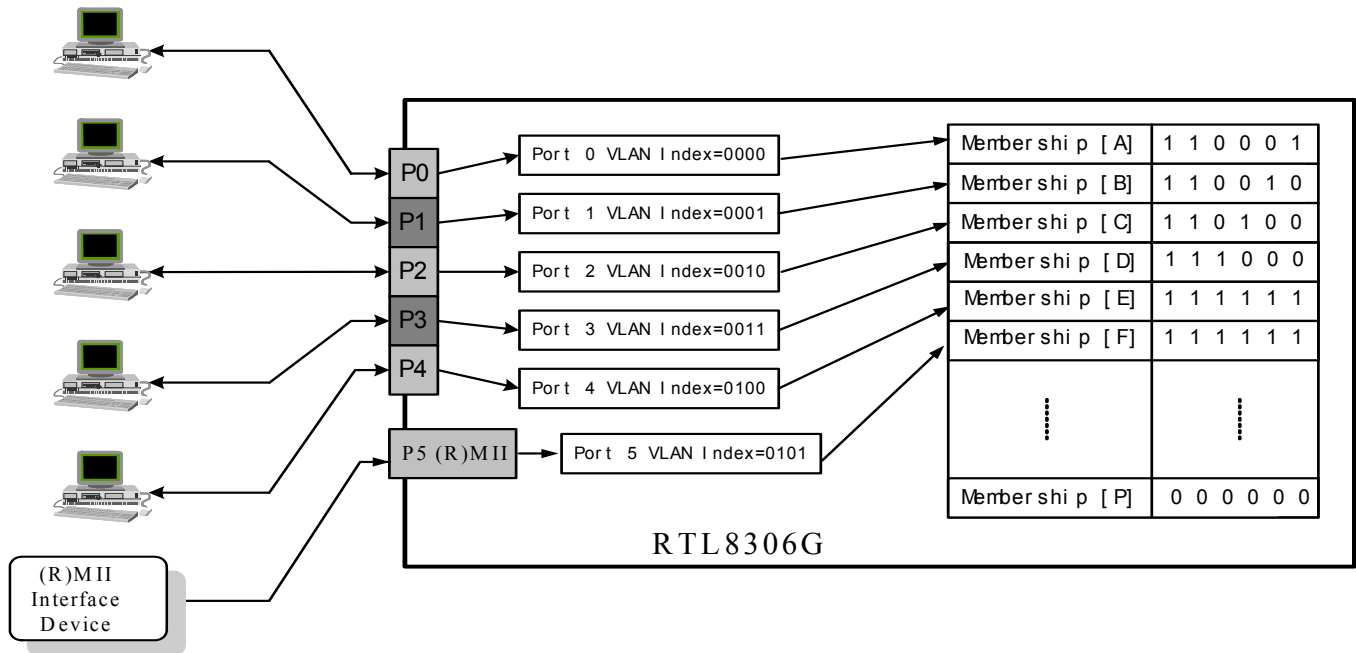 P0
P1
P2
P3
P4
P5 (R)MII
Port 0 VLAN Index=0000
Port 1 VLAN Index=0001
Port 2 VLAN Index=0010
Port 3 VLAN Index=0011
Port 4 VLAN Index=0100
Port 5 VLAN Index=0101
Membership [A] 1 1 0 0 0 1
Membership [B] 1 1 0 0 1 0
Membership [C] 1 1 0 1 0 0
Membership [D] 1 1 1 0 0 0
Membership [E] 1 1 1 1 1 1
Membership [F] 1 1 1 1 1 1
Membership [P] 0 0 0 0 0 0
RTL8306G
(R)MII
Interface
Device